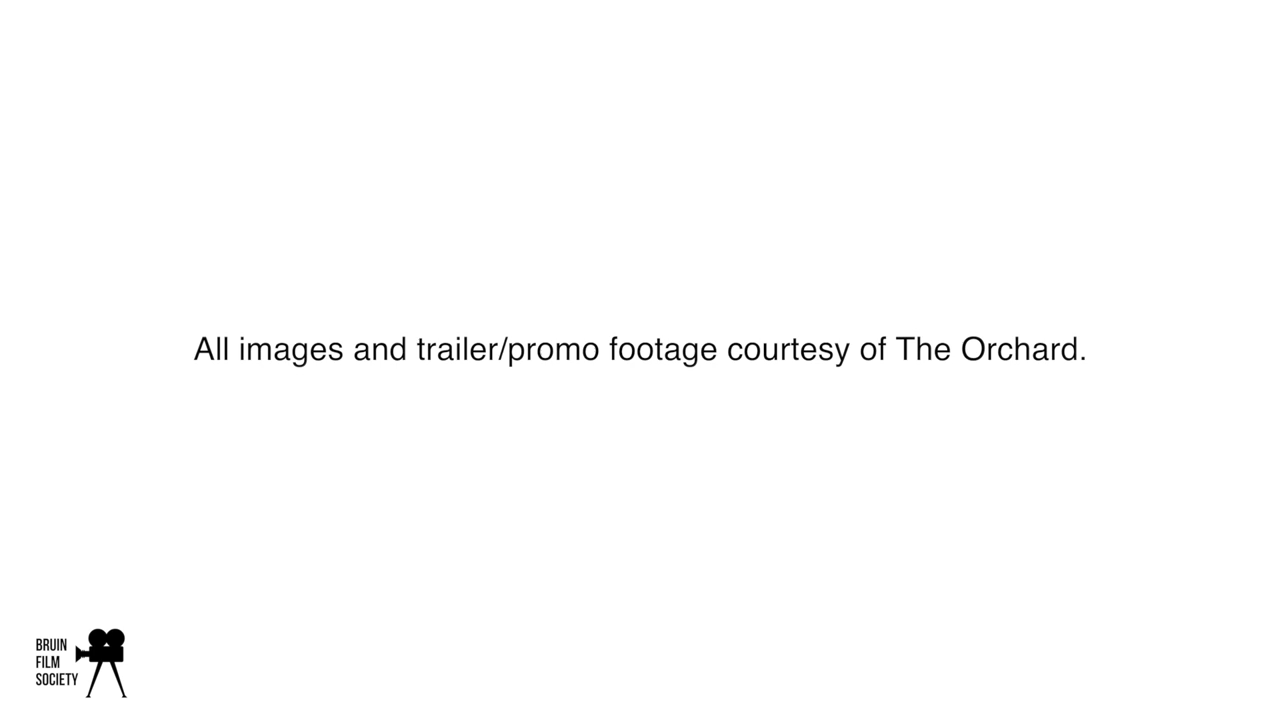 All images and trailer/promo footage courtesy of The Orchard.
BRUIN
FILM
SOCIETY